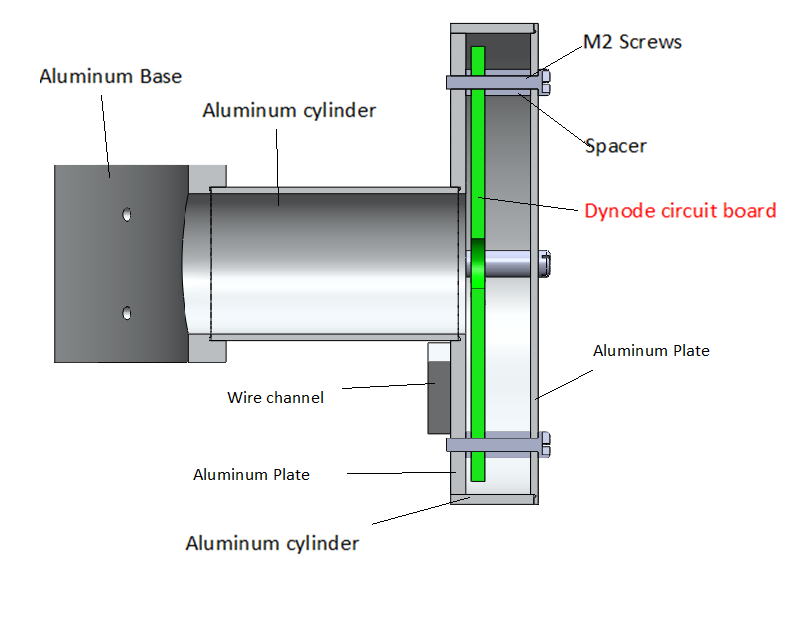 M2 Screws
Aluminum Base
Aluminum cylinder
Spacer
Dynode circuit board
Aluminum Plate
Wire channel
Aluminum Plate
Aluminum cylinder